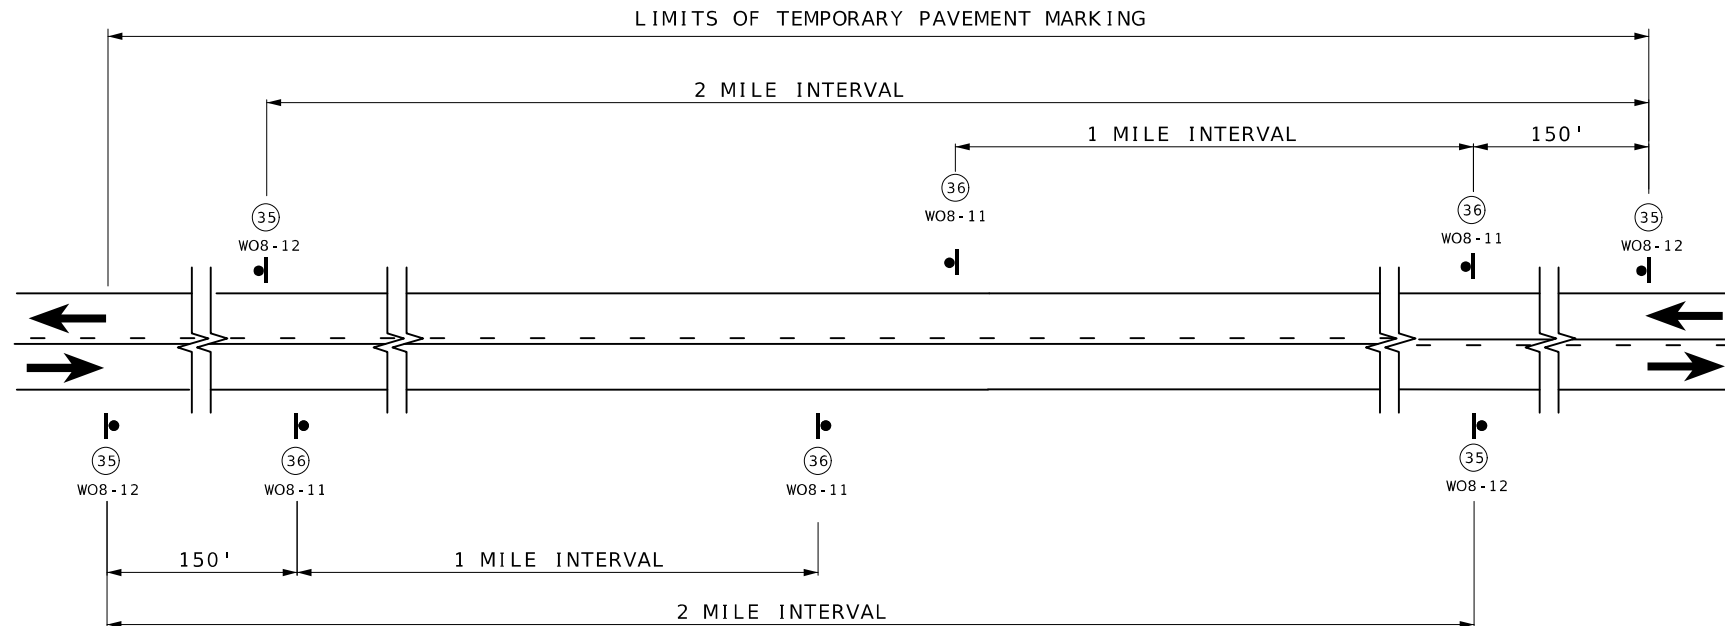 LIMITS OF TEMPORARY PAVEMENT MARKING
2 MILE INTERVAL
1 MILE INTERVAL
150'
36
WO8-11
35
WO8-12
36
WO8-11
35
WO8-12
35
WO8-12
36
WO8-11
36
WO8-11
35
WO8-12
150'
1 MILE INTERVAL
2 MILE INTERVAL